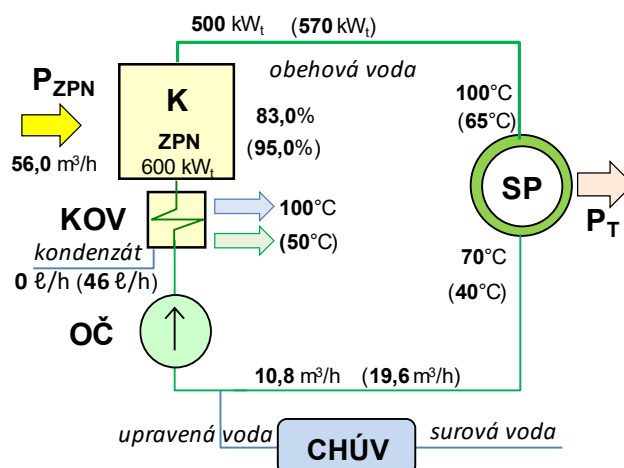 500 kWt (570 kWt)
obehová voda
PZPN
K
ZPN
600 kWt
83,0%
(95,0%)
100°C
(65°C)
56,0 m³/h
SP
PT
KOV
100°C
(50°C)
kondenzát
0 ℓ/h (46 ℓ/h)
70°C
(40°C)
OČ
10,8 m³/h (19,6 m³/h)
upravená voda
CHÚV
surová voda